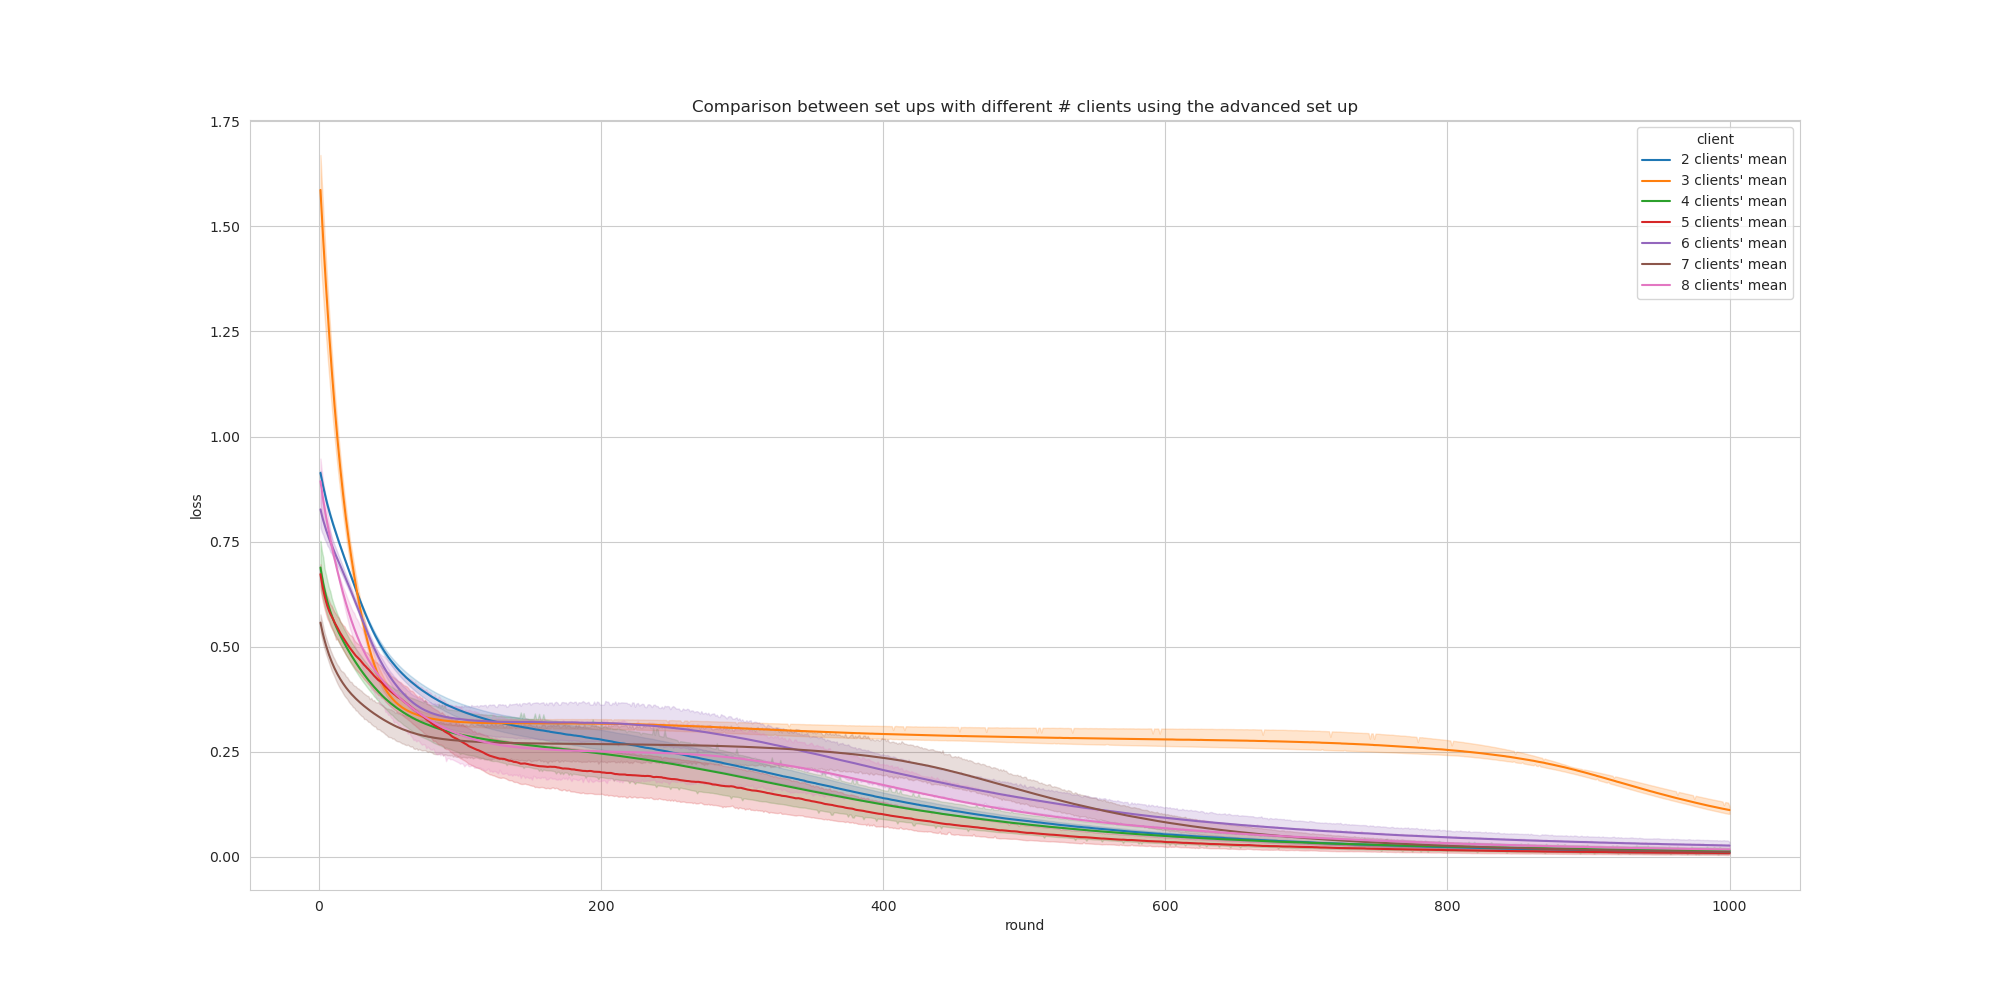 Comparison between set ups with different # clients using the advanced set up
client
2 clients' mean
3 clients' mean
4 clients' mean
5 clients' mean
6 clients' mean
7 clients' mean
8 clients' mean
1.75
1.50
1.25
1.00
0.75
0.50
0.25
0.00
loss
0 200 400 600 800 1000
round